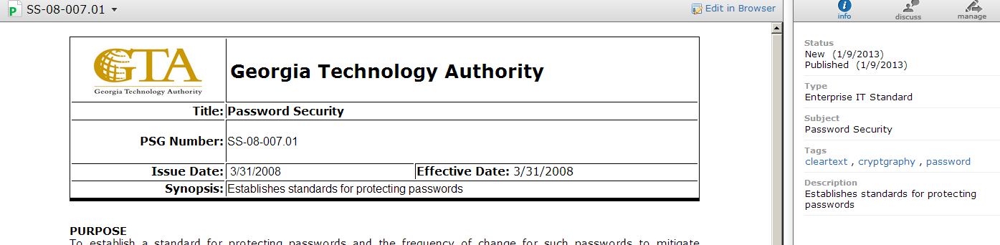 SS-08-007.01
Edit in Browser
info
discuss
manage
GTA
Georgia Technology Authority
Georgia Technology Authority
Title: Password Security
PSG Number: SS-08-007.01
Issue Date: 3/31/2008 Effective Date: 3/31/2008
Synopsis: Establishes standards for protecting passwords
PURPOSE
To establish a standard for protecting passwords and the frequency of change for such passwords to mitigate
Status
New (1/9/2013)
Published (1/9/2013)
Type
Enterprise IT Standard
Subject
Password Security
Tags
cleartext , cryptgraphy , password
Description
Establishes standards for protecting
passwords